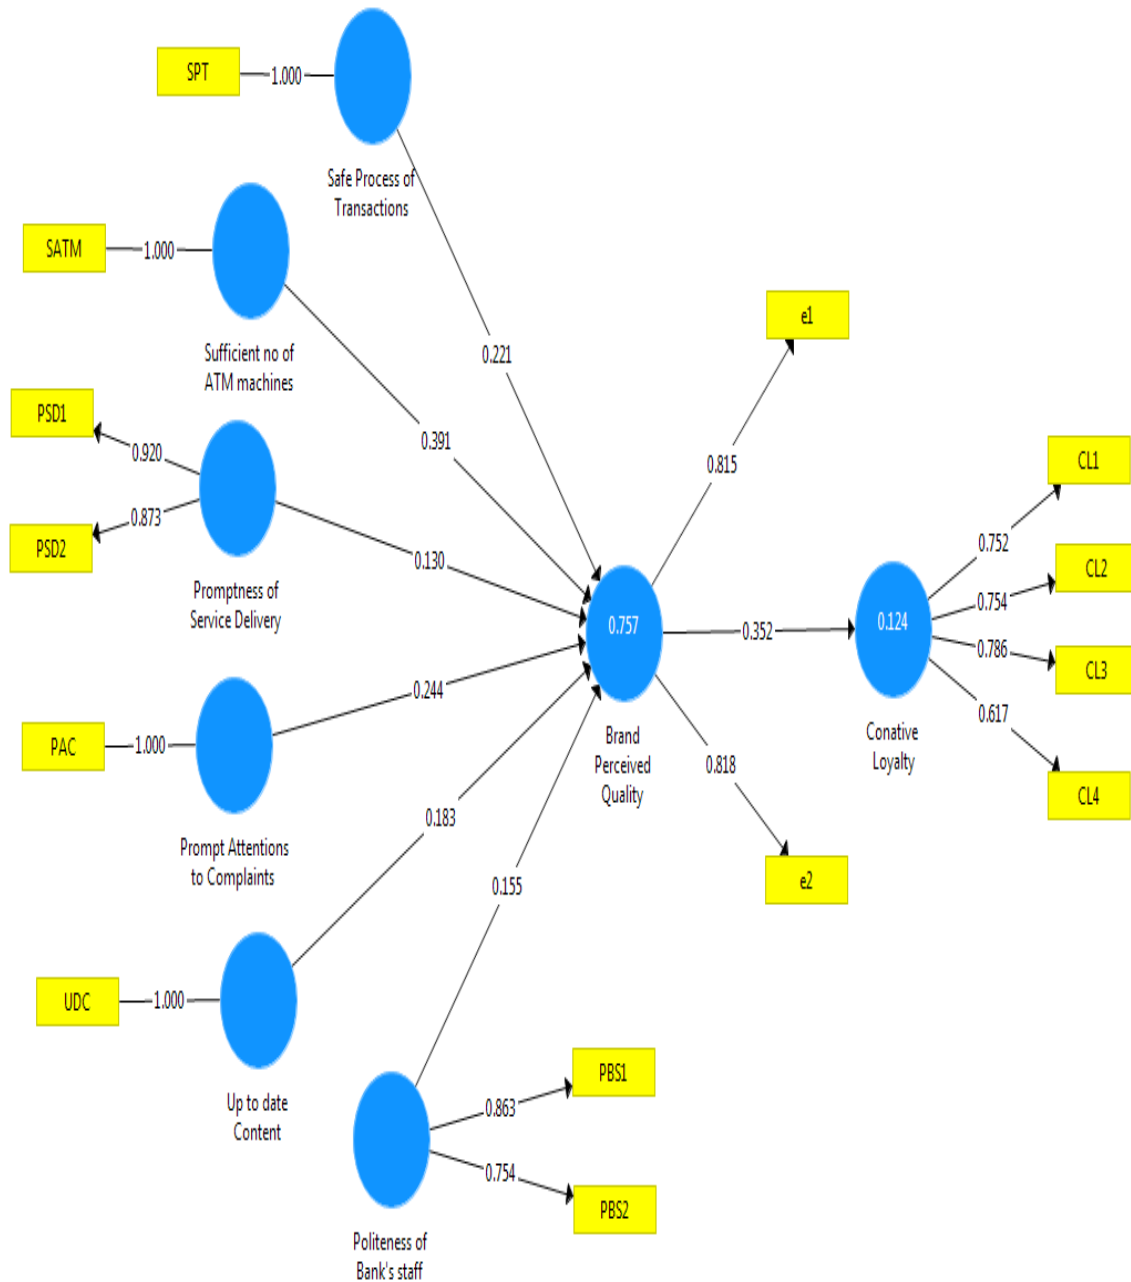 SPT
1.000
Safe Process of
Transactions
SATM
1.000
Sufficient no of
ATM machines
0.221
e1
PSD1
0.920
0.391
0.815
CL1
PSD2
0.873
0.752
Promptness of
Service Delivery
0.130
CL2
0.754
0.757
0.352
0.124
0.786
CL3
0.617
PAC
1.000
0.244
Brand
Perceived
Quality
Conative
Loyalty
0.818
CL4
Prompt Attentions
to Complaints
0.183
0.155
e2
UDC
1.000
Up to date
Content
PBS1
0.863
0.754
PBS2
Politeness of
Bank's staff